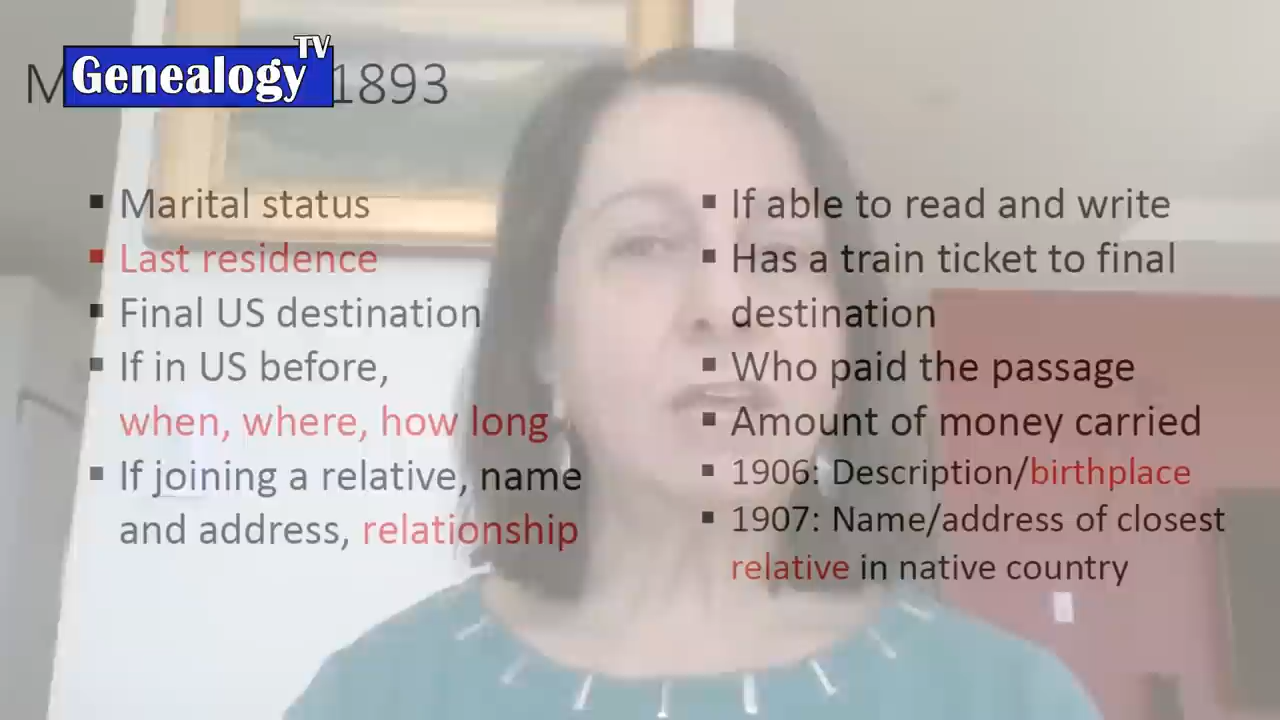 Genealogy TV
1893
▪ Marital status
▪ Last residence
▪ Final US destination
▪ If in US before,
when, where, how long
▪ If joining a relative, name
and address, relationship
▪ If able to read and write
▪ Has a train ticket to final
destination
▪ Who paid the passage
▪ Amount of money carried
▪ 1906: Description/birthplace
▪ 1907: Name/address of closest
relative in native country